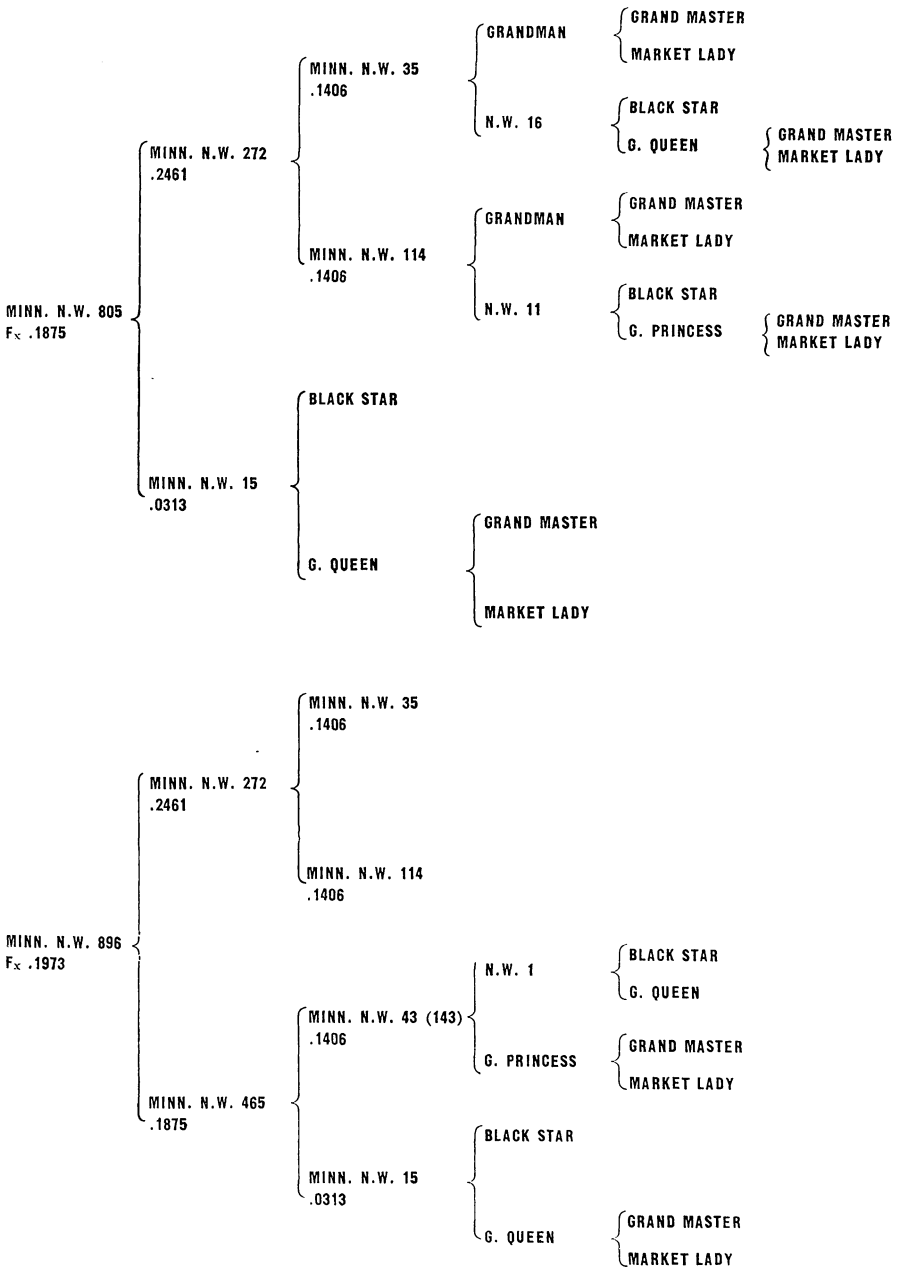 GRANDMAN
GRAND MASTER
MARKET LADY
MINN. N.W. 35
.1406
N.W. 16
BLACK STAR
G. QUEEN
GRAND MASTER
MARKET LADY
MINN. N.W. 272
.2461
GRANDMAN
GRAND MASTER
MARKET LADY
MINN. N.W. 114
.1406
N.W. 11
BLACK STAR
G. PRINCESS
GRAND MASTER
MARKET LADY
MINN. N.W. 805
Fx .1875
BLACK STAR
MINN. N.W. 15
.0313
GRAND MASTER
G. QUEEN
MARKET LADY
MINN. N.W. 35
.1406
MINN. N.W. 272
.2461
MINN. N.W. 114
.1406
MINN. N.W. 896
Fx .1973
N.W. 1
BLACK STAR
G. QUEEN
MINN. N.W. 43 (143)
.1406
G. PRINCESS
GRAND MASTER
MARKET LADY
MINN. N.W. 465
.1875
BLACK STAR
MINN. N.W. 15
.0313
G. QUEEN
GRAND MASTER
MARKET LADY